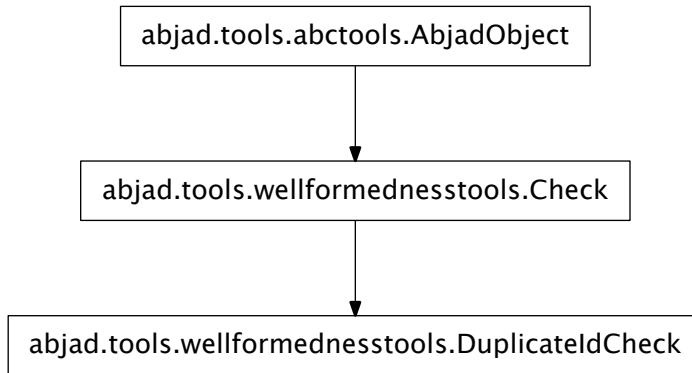 abjad.tools.abctools.AbjadObject
abjad.tools.wellformednesstools.Check
abjad.tools.wellformednesstools.DuplicateIdCheck